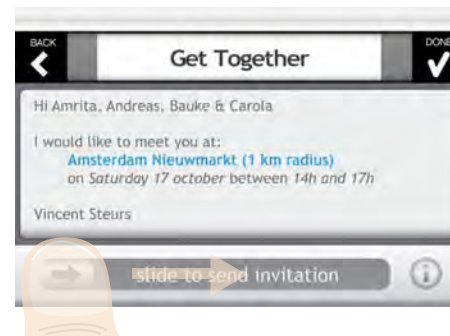 BACK
Get Together
DONE
Hi Amrita, Andreas, Bauke & Carola
I would like to meet you at:
Amsterdam Nieuwmarkt (1 km radius)
on Saturday 17 october between 14h and 17h
Vincent Steurs
slide to send invitation
i